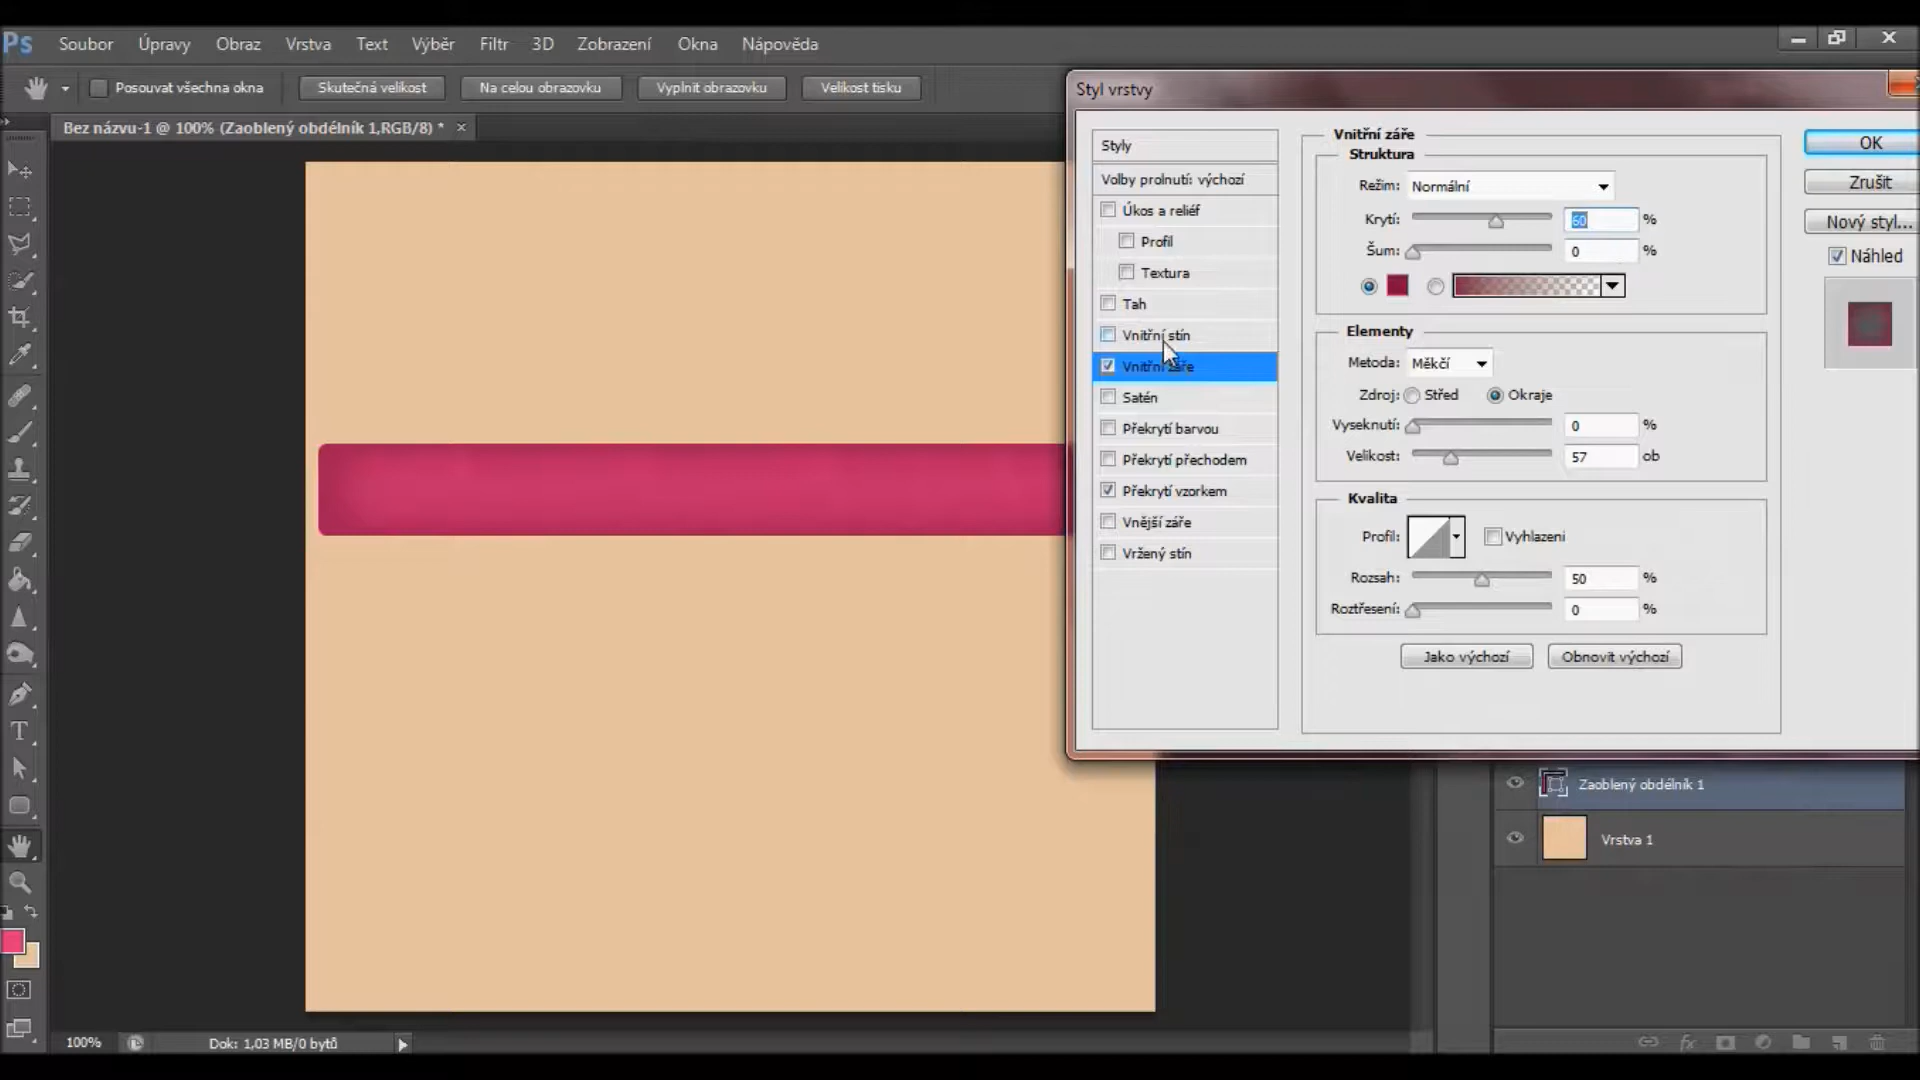 Ps Soubor Úpravy Obraz Vrstva Text Výběr Filtr 3D Zobrazení Okna Nápověda
Posouvat všechna okna Skutečná velikost Na celou obrazovku Vyplnit obrazovku Velikost tisku
Bez názvu-1 @ 100% (Zaoblený obdélník 1,RGB/8) *
Styl vrstvy
Styly
Volby prolnutí: výchozí
Úkos a reliéf
Profil
Textura
Tah
Vnitřní stín
Vnitřní záře
Satén
Překrytí barvou
Překrytí přechodem
Překrytí vzorkem
Vnější záře
Vržený stín
Vnitřní záře
Struktura
Režim: Normální
Krytí: 60 %
Šum: 0 %
Elementy
Metoda: Měkčí
Zdroj: Střed Okraje
Vyseknutí: 0 %
Velikost: 57 ob
Kvalita
Profil: Vyhlazeni
Rozsah: 50 %
Roztřesení: 0 %
Jako výchozí Obnovit výchozí
OK
Zrušit
Nový styl...
Náhled
Zaoblený obdélník 1
Vrstva 1
100% Dok: 1,03 MB/0 bytů
fx